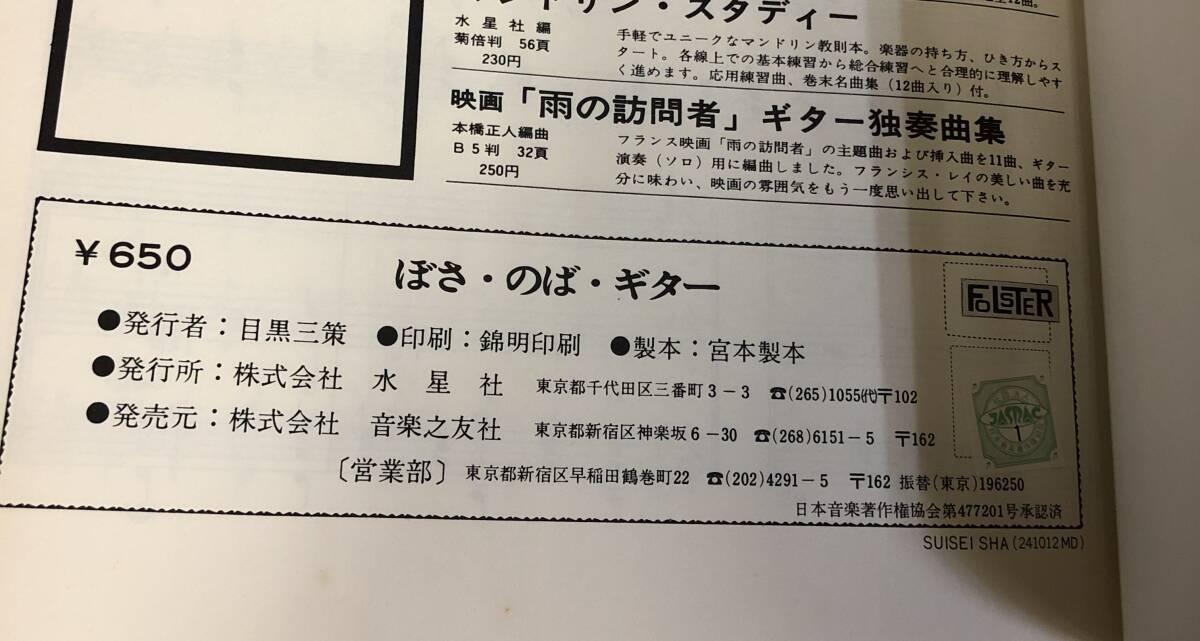 ンドリン・スタディー
水星社編
菊倍判 56頁
230円
手軽でユニークなマンドリン教則本。楽器の持ち方、ひき方からス
タート。各線上での基本練習から総合練習へと合理的に理解しやす
く進めます。応用練習曲、巻末名曲集(12曲入り)付。
映画「雨の訪問者」ギター独奏曲集
本橋正人編曲
B5判 32頁
250円
フランス映画「雨の訪問者」の主題曲および挿入曲を11曲、ギター
演奏(ソロ)用に編曲しました。フランシス・レイの美しい曲を充
分に味わい、映画の雰囲気をもう一度思い出して下さい。
¥650
ぼさ・のば・ギター
FOLSTER
●発行者:目黒三策 ●印刷:錦明印刷 ●製本:宮本製本
●発行所:株式会社 水星社 東京都千代田区三番町3-3 ☎(265)1055㈹〒102
●発売元:株式会社 音楽之友社 東京都新宿区神楽坂6-30 ☎(268)6151-5 〒162
JASRAC
1
〔営業部〕東京都新宿区早稲田鶴巻町22 ☎(202)4291-5 〒162 振替(東京)196250
日本音楽著作権協会第477201号承認済
SUISEI SHA (241012MD)